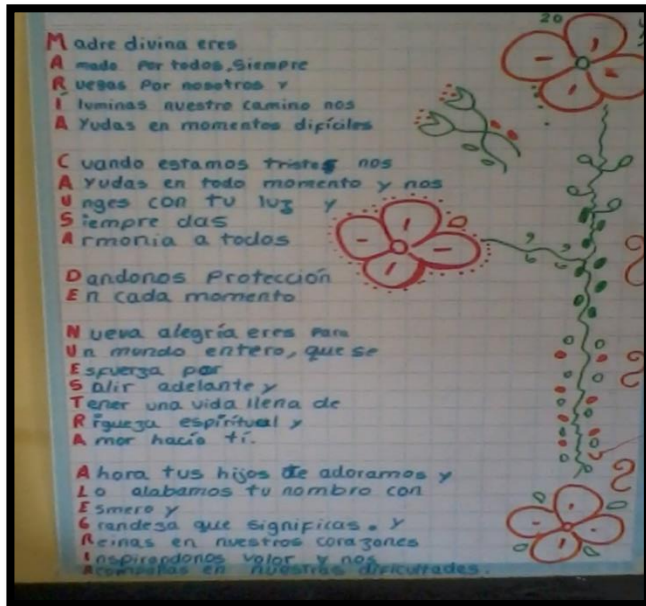 20
Madre divina eres
Amada por todos, siempre
Ruegas por nosotros y
Iluminas nuestro camino nos
Ayudas en momentos difíciles
Cuando estamos tristes nos
Ayudas en todo momento y nos
Unges con tu luz y
Siempre das
Armonia a todos
Dandonos Protección
En cada momento
Nueva alegría eres para
Un mundo entero, que se
Esfuerza por
Salir adelante y
Tener una vida llena de
Riqueza espiritual y
Amor hacia tí.
Ahora tus hijos te adoramos y
Lo alabamos tu nombro con
Esmero y
Grandesa que significas. y
Reinas en nuestros corazones
Inspirandonos valor y nos
Acompañas en nuestras dificultades.